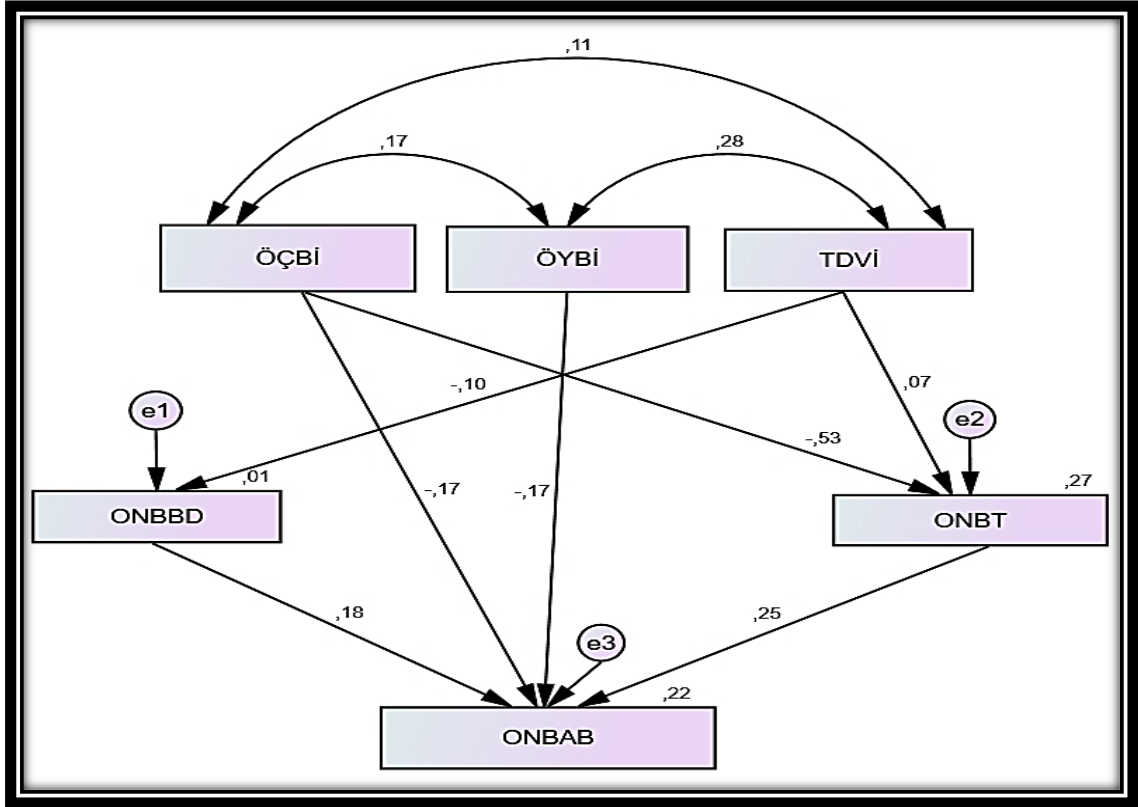 ,11
,17
,28
ÖÇBİ
ÖYBİ
TDVİ
-,10
,07
e1
e2
-,53
,01
,27
-,17
-,17
ONBBD
ONBT
,18
,25
e3
,22
ONBAB